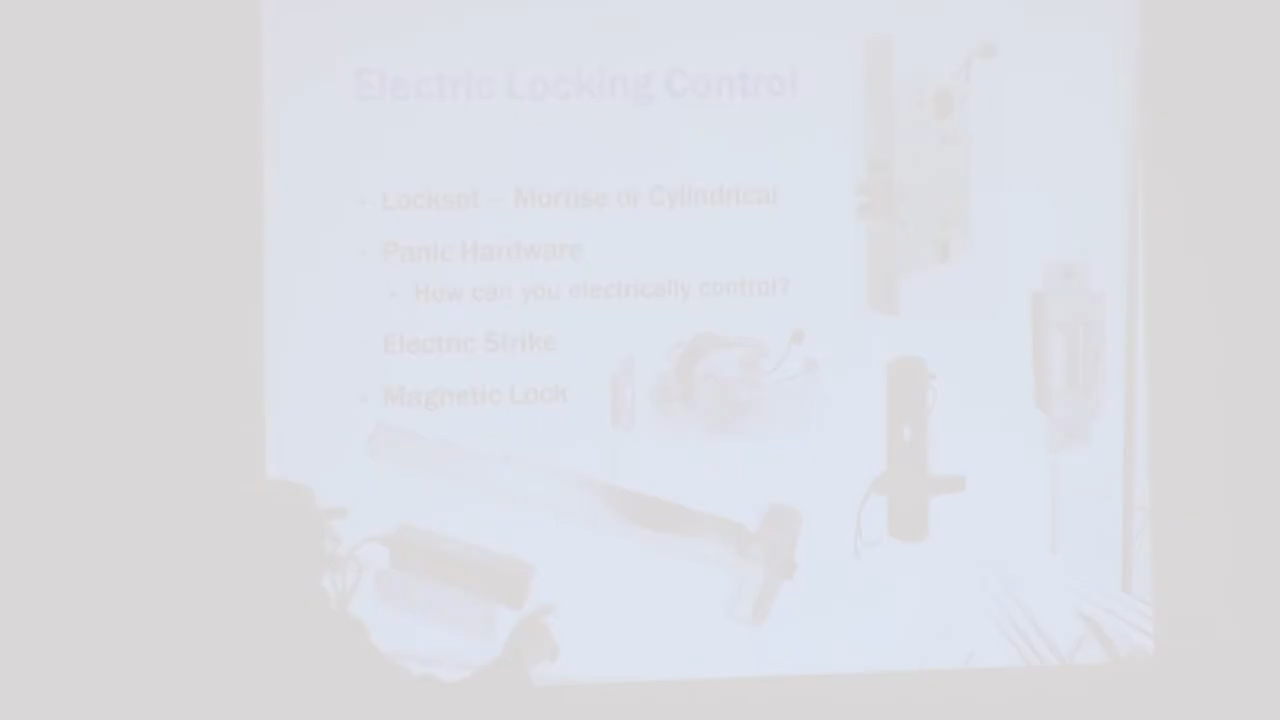 Electric Locking Control
- Lockset – Mortise or Cylindrical
- Panic Hardware
- How can you electrically control?
- Electric Strike
- Magnetic Lock